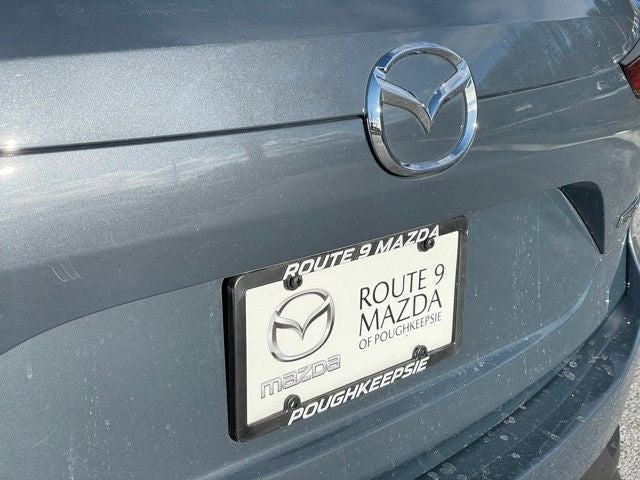 ROUTE 9 MAZDA
ROUTE 9
MAZDA
OF POUGHKEEPSIE
mazda
POUGHKEEPSIE